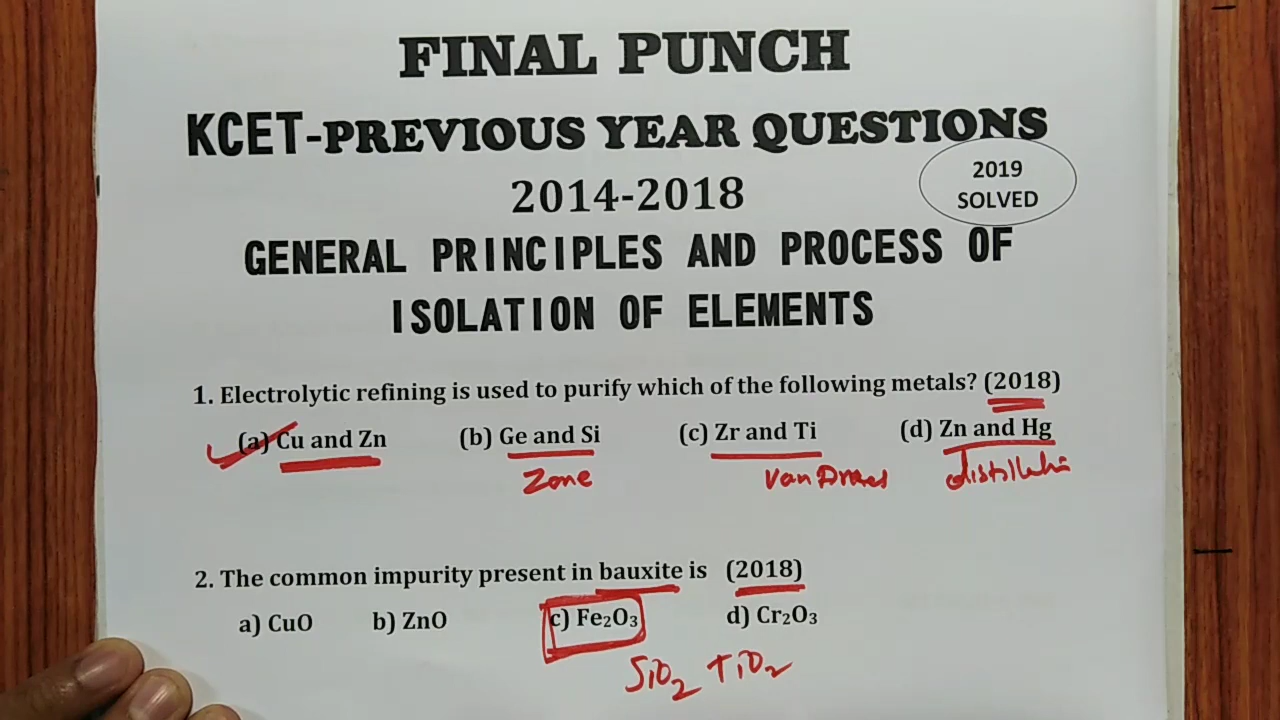 FINAL PUNCH
KCET-PREVIOUS YEAR QUESTIONS
2014-2018
2019
SOLVED
GENERAL PRINCIPLES AND PROCESS OF
ISOLATION OF ELEMENTS
1. Electrolytic refining is used to purify which of the following metals? (2018)
(a) Cu and Zn (b) Ge and Si (c) Zr and Ti (d) Zn and Hg
Zone Van
2. The common impurity present in bauxite is (2018)
a) CuO b) ZnO c) Fe₂O₃ d) Cr₂O₃
SiO₂ TiO₂